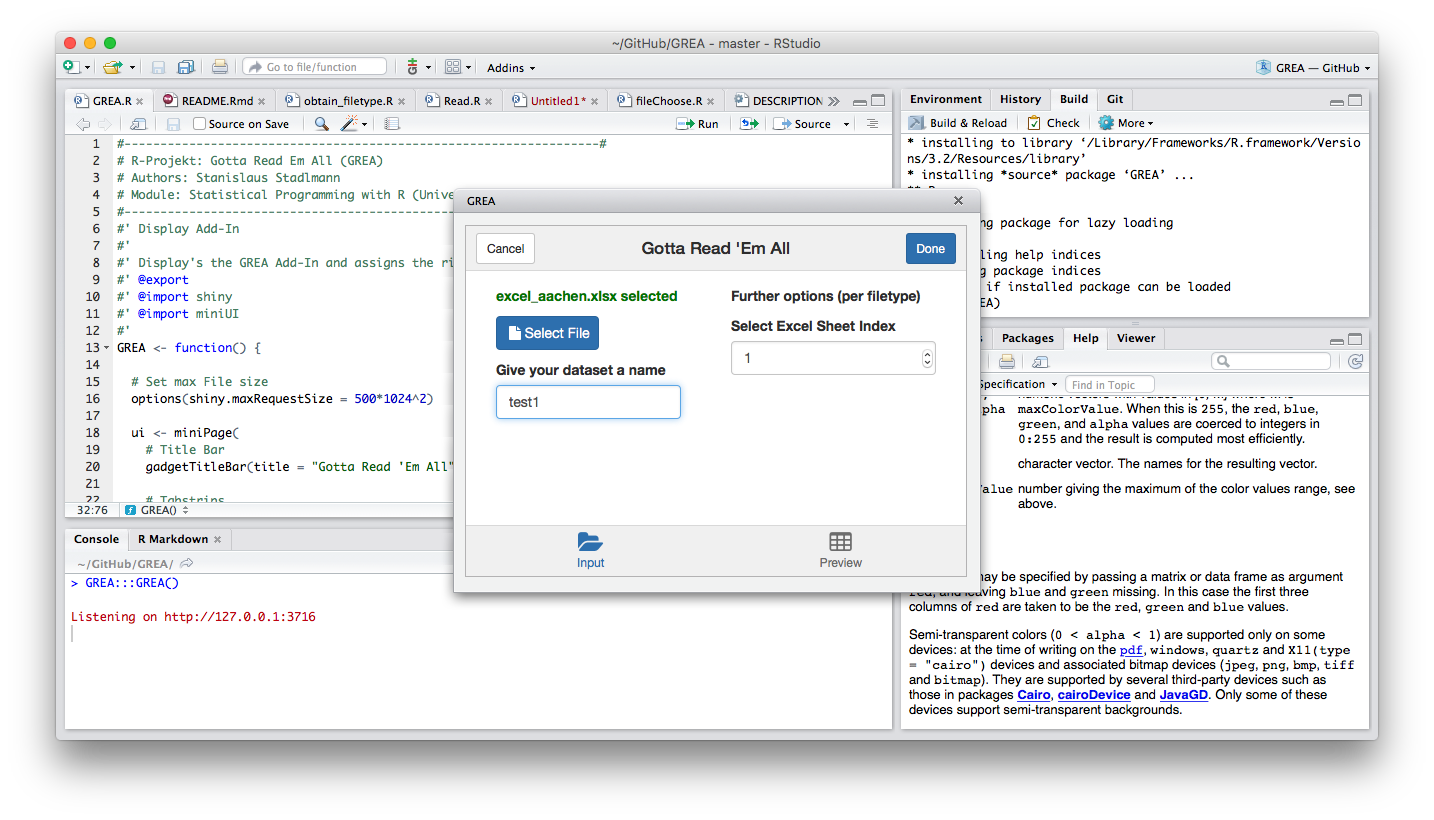 ~/GitHub/GREA - master - RStudio
Go to file/function
Addins
GREA — GitHub
GREA.R
README.Rmd
obtain_filetype.R
Read.R
Untitled1*
fileChoose.R
DESCRIPTION
Source on Save
Run
Source
1 #------------------------------------------------------------------#
2 # R-Projekt: Gotta Read Em All (GREA)
3 # Authors: Stanislaus Stadlmann
4 # Module: Statistical Programming with R (Unive
5 #----------------------------------------------
6 #' Display Add-In
7 #'
8 #' Display's the GREA Add-In and assigns the ri
9 #' @export
10 #' @import shiny
11 #' @import miniUI
12 #'
13 GREA <- function() {
14
15 # Set max File size
16 options(shiny.maxRequestSize = 500*1024^2)
17
18 ui <- miniPage(
19 # Title Bar
20 gadgetTitleBar(title = "Gotta Read 'Em All"
21
22 # Tabstrips
32:76 GREA()
Console
R Markdown
~/GitHub/GREA/
> GREA:::GREA()
Listening on http://127.0.0.1:3716
GREA
Cancel
Gotta Read 'Em All
Done
excel_aachen.xlsx selected
Select File
Give your dataset a name
test1
Further options (per filetype)
Select Excel Sheet Index
1
Input
Preview
Environment
History
Build
Git
Build & Reload
Check
More
* installing to library ‘/Library/Frameworks/R.framework/Versio
ns/3.2/Resources/library’
* installing *source* package ‘GREA’ ...
ng package for lazy loading
ling help indices
g package indices
if installed package can be loaded
EA)
Packages
Help
Viewer
Specification
Find in Topic
alpha maxColorValue. When this is 255, the red, blue,
green, and alpha values are coerced to integers in
0:255 and the result is computed most efficiently.
character vector. The names for the resulting vector.
Value number giving the maximum of the color values range, see
above.
may be specified by passing a matrix or data frame as argument
red, and leaving blue and green missing. In this case the first three
columns of red are taken to be the red, green and blue values.
Semi-transparent colors (0 < alpha < 1) are supported only on some
devices: at the time of writing on the pdf, windows, quartz and X11(type
= "cairo") devices and associated bitmap devices (jpeg, png, bmp, tiff
and bitmap). They are supported by several third-party devices such as
those in packages Cairo, cairoDevice and JavaGD. Only some of these
devices support semi-transparent backgrounds.